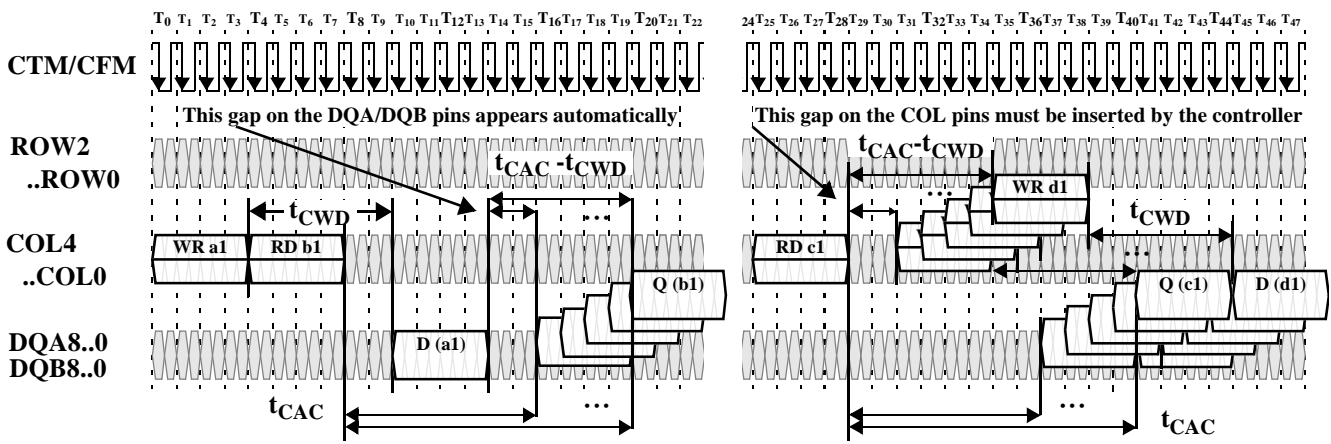 T0 T1 T2 T3 T4 T5 T6 T7 T8 T9 T10 T11 T12 T13 T14 T15 T16 T17 T18 T19 T20 T21 T22 24 T25 T26 T27 T28 T29 T30 T31 T32 T33 T34 T35 T36 T37 T38 T39 T40 T41 T42 T43 T44 T45 T46 T47
CTM/CFM
This gap on the DQA/DQB pins appears automatically This gap on the COL pins must be inserted by the controller
ROW2
..ROW0
tCAC -tCWD
...
tCAC-tCWD
...
WR d1
tCWD
tCWD
COL4
..COL0
WR a1 RD b1
RD c1
...
Q (b1)
Q (c1) D (d1)
DQA8..0
DQB8..0
D (a1)
tCAC
...
...
tCAC